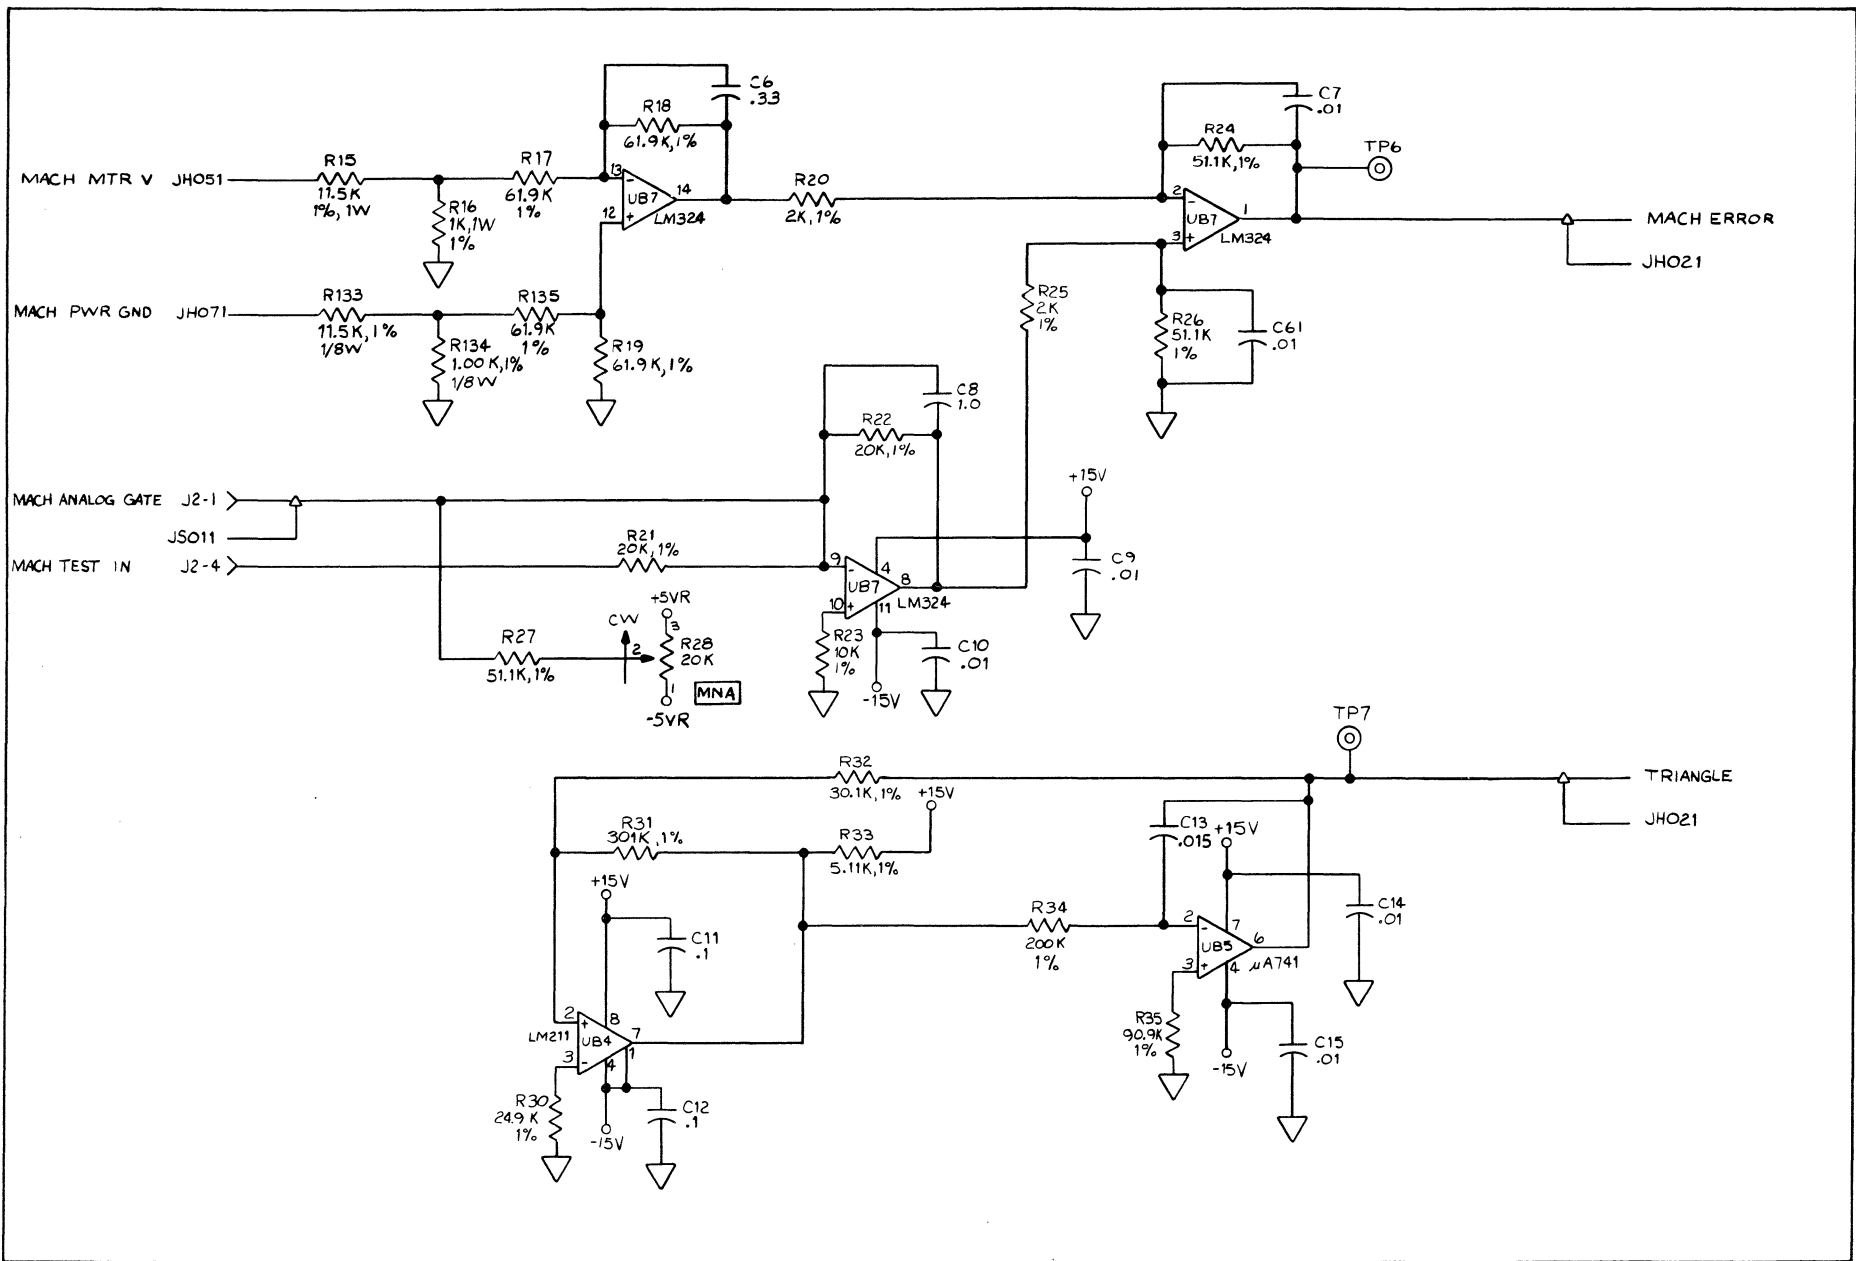 C6
.33
R18
61.9K,1%
C7
.01
R24
51.1K,1%
TP6
MACH MTR V JH051
R15
11.5K
1%, 1W
R16
1K,1W
1%
R17
61.9K
1%
13
-
UB7
14
12
+
LM324
R20
2K,1%
2
-
UB7
1
3
+
LM324
MACH ERROR
JH021
MACH PWR GND JH071
R133
11.5K,1%
1/8W
R134
1.00K,1%
1/8W
R135
61.9K
1%
R19
61.9K,1%
R25
2K
1%
R26
51.1K
1%
C61
.01
C8
1.0
R22
20K,1%
MACH ANALOG GATE J2-1
JS011
MACH TEST IN J2-4
R21
20K,1%
+15V
C9
.01
9
-
4
UB7
8
10
+
11
LM324
R23
10K
1%
-15V
C10
.01
R27
51.1K,1%
CW
2
+5VR
3
R28
20K
1
-5VR
MNA
TP7
R32
30.1K,1%
+15V
TRIANGLE
JH021
R31
301K,1%
R33
5.11K,1%
C13
.015
+15V
+15V
C11
.1
R34
200K
1%
2
-
7
UB5
6
3
+
4
μA741
C14
.01
2
+
8
LM211
UB4
7
3
-
4
1
R35
90.9K
1%
-15V
C15
.01
R30
24.9K
1%
-15V
C12
.1